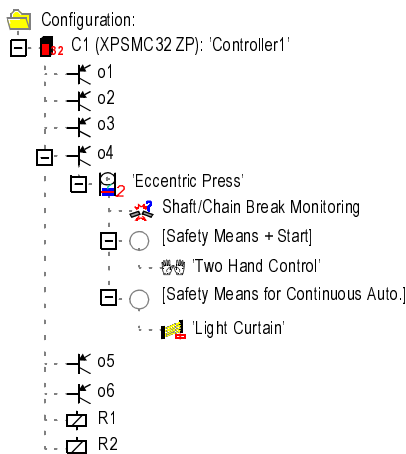 Configuration:
32 C1 (XPSMC32 ZP): 'Controller1'
o1
o2
o3
o4
2 'Eccentric Press'
? Shaft/Chain Break Monitoring
[Safety Means + Start]
'Two Hand Control'
[Safety Means for Continuous Auto.]
'Light Curtain'
o5
o6
R1
R2